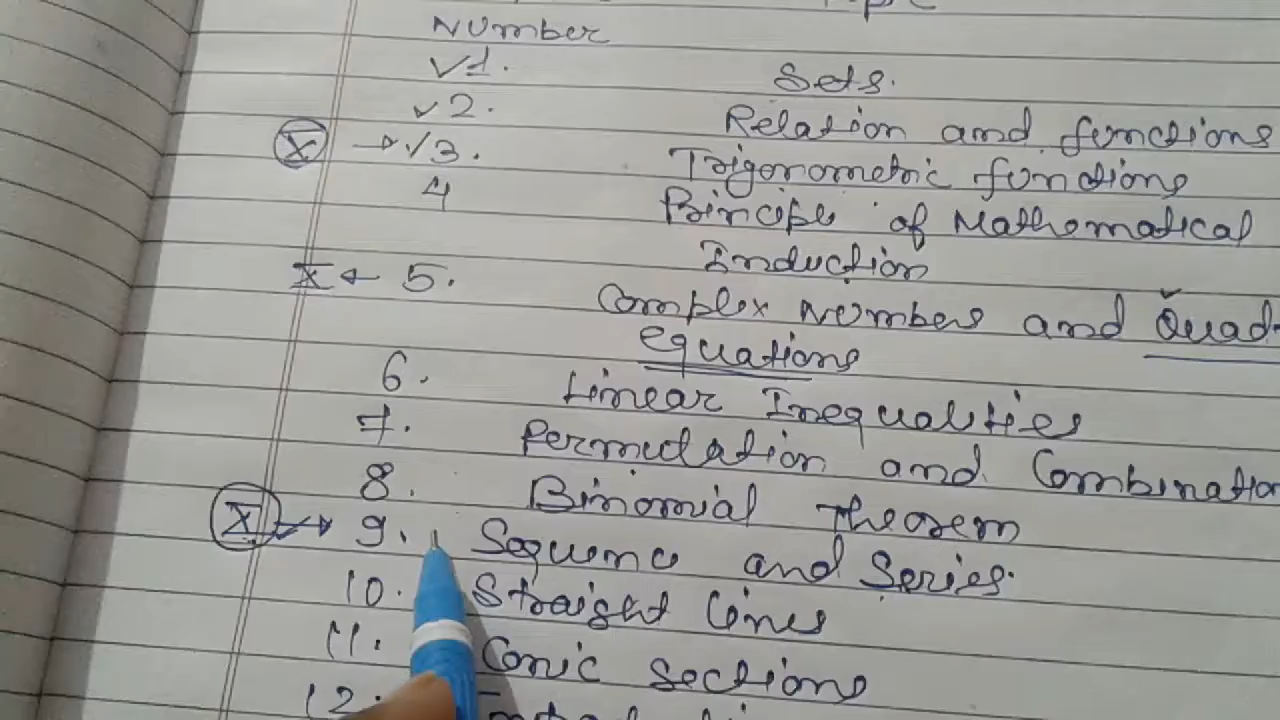 Number
✓1. Sets.
✓2. Relation and functions
X → ✓3. Trigonometric functions
4 Principle of Mathematical
Induction
X ← 5. Complex Numbers and Quad.
equations
6. Linear Inequalities
7. Permutation and Combination
8. Binomial Theorem
X → 9. Sequence and Series.
10. Straight lines
11. Conic Sections
12.